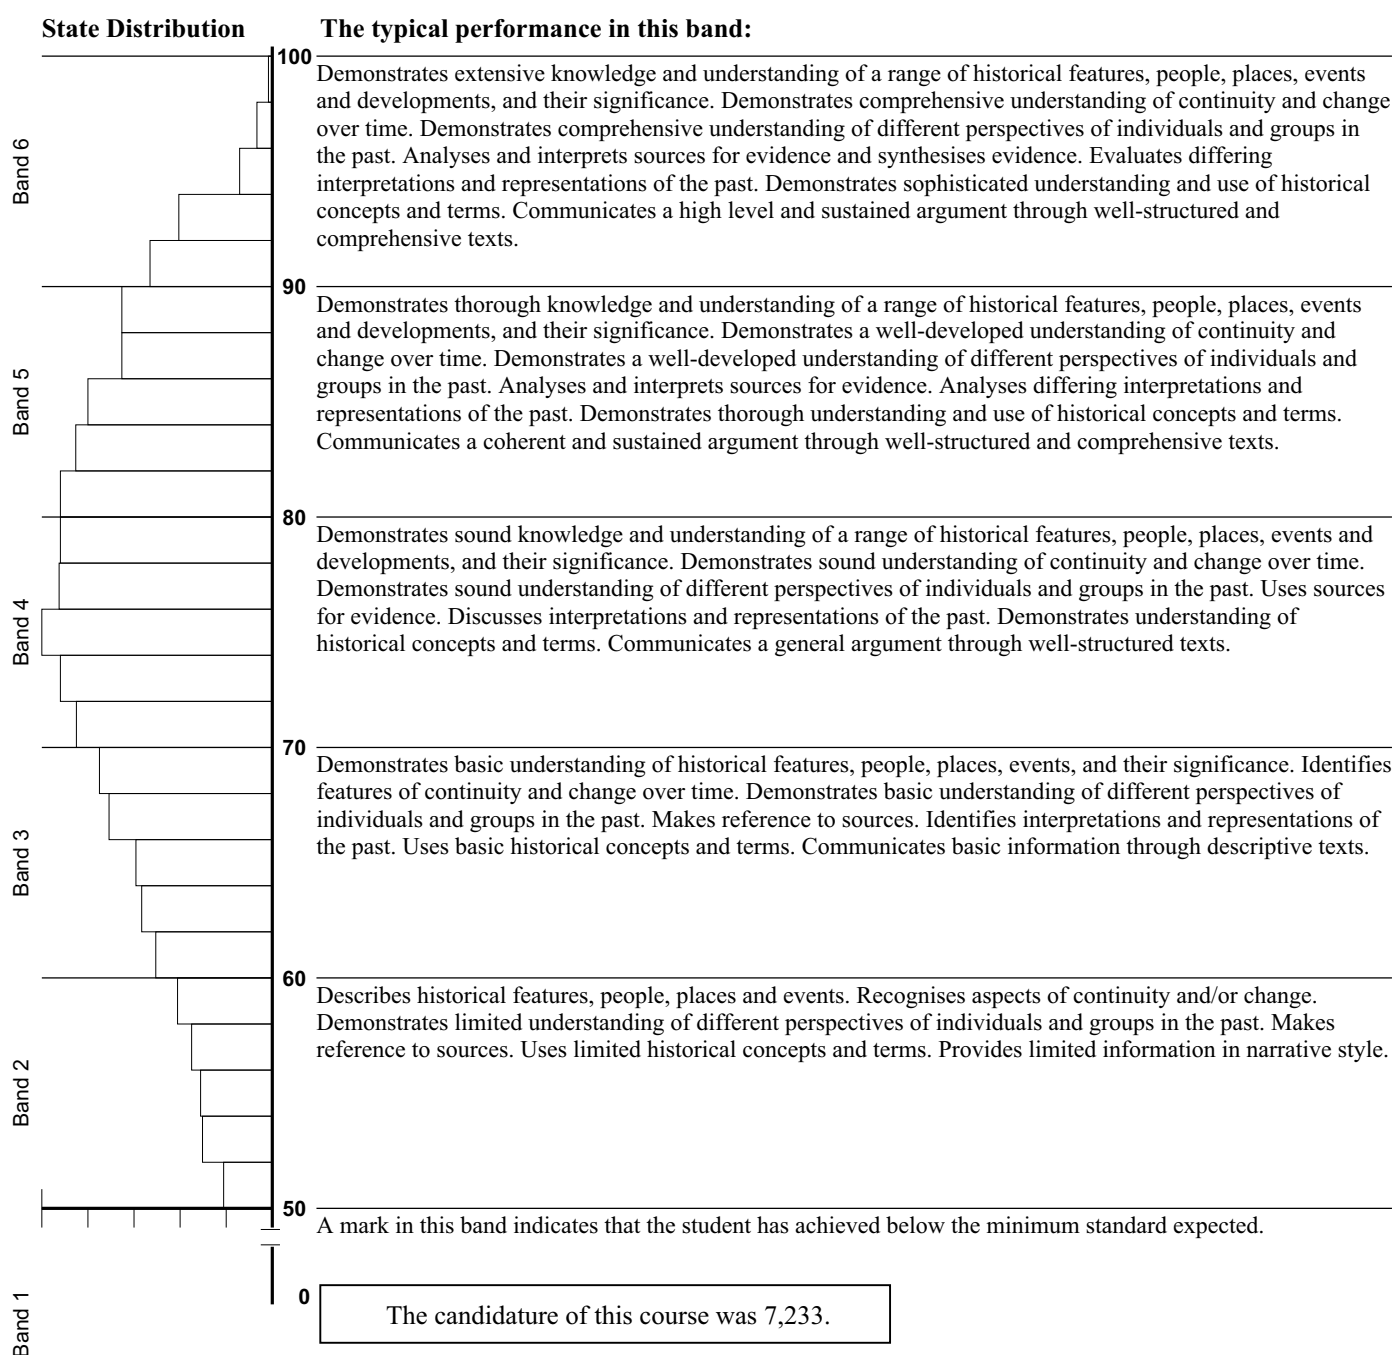 State Distribution
The typical performance in this band:
100
Demonstrates extensive knowledge and understanding of a range of historical features, people, places, events
and developments, and their significance. Demonstrates comprehensive understanding of continuity and change
over time. Demonstrates comprehensive understanding of different perspectives of individuals and groups in
the past. Analyses and interprets sources for evidence and synthesises evidence. Evaluates differing
interpretations and representations of the past. Demonstrates sophisticated understanding and use of historical
concepts and terms. Communicates a high level and sustained argument through well-structured and
comprehensive texts.
Band 6
90
Demonstrates thorough knowledge and understanding of a range of historical features, people, places, events
and developments, and their significance. Demonstrates a well-developed understanding of continuity and
change over time. Demonstrates a well-developed understanding of different perspectives of individuals and
groups in the past. Analyses and interprets sources for evidence. Analyses differing interpretations and
representations of the past. Demonstrates thorough understanding and use of historical concepts and terms.
Communicates a coherent and sustained argument through well-structured and comprehensive texts.
Band 5
80
Demonstrates sound knowledge and understanding of a range of historical features, people, places, events and
developments, and their significance. Demonstrates sound understanding of continuity and change over time.
Demonstrates sound understanding of different perspectives of individuals and groups in the past. Uses sources
for evidence. Discusses interpretations and representations of the past. Demonstrates understanding of
historical concepts and terms. Communicates a general argument through well-structured texts.
Band 4
70
Demonstrates basic understanding of historical features, people, places, events, and their significance. Identifies
features of continuity and change over time. Demonstrates basic understanding of different perspectives of
individuals and groups in the past. Makes reference to sources. Identifies interpretations and representations of
the past. Uses basic historical concepts and terms. Communicates basic information through descriptive texts.
Band 3
60
Describes historical features, people, places and events. Recognises aspects of continuity and/or change.
Demonstrates limited understanding of different perspectives of individuals and groups in the past. Makes
reference to sources. Uses limited historical concepts and terms. Provides limited information in narrative style.
Band 2
50
A mark in this band indicates that the student has achieved below the minimum standard expected.
0
Band 1
The candidature of this course was 7,233.